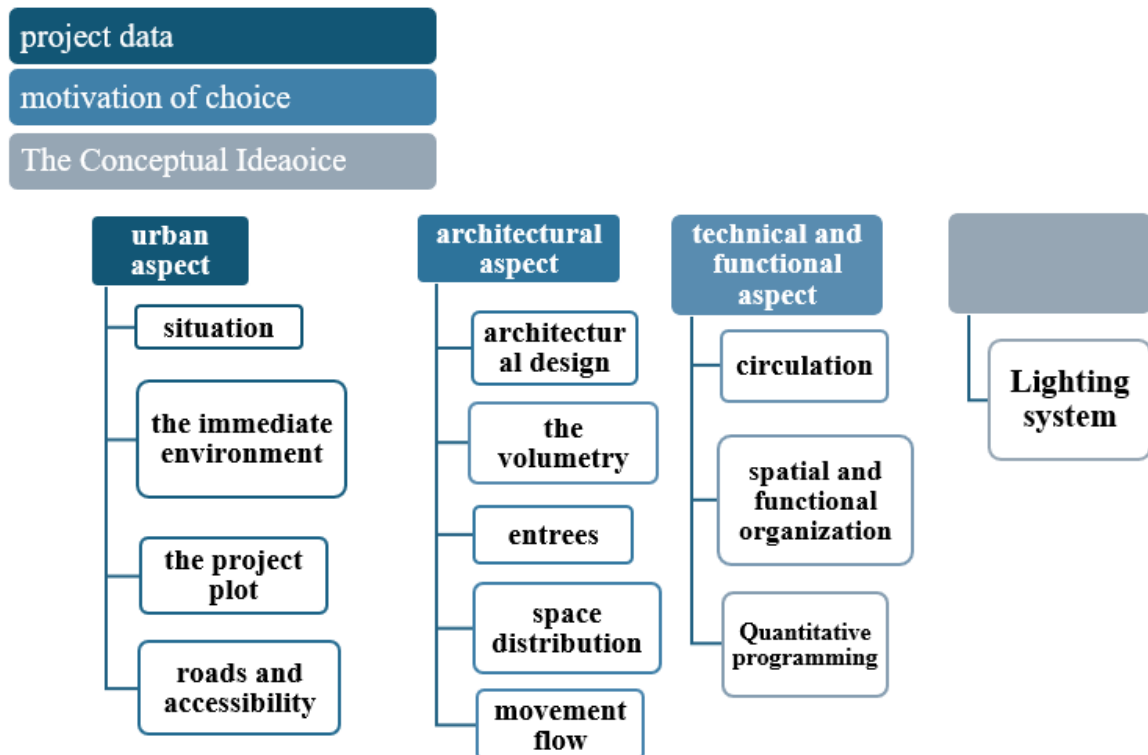 project data
motivation of choice
The Conceptual Ideaoice
urban
aspect
situation
the immediate
environment
the project
plot
roads and
accessibility
architectural
aspect
architectur
al design
the
volumetry
entrees
space
distribution
movement
flow
technical and
functional
aspect
circulation
spatial and
functional
organization
Quantitative
programming
Lighting
system